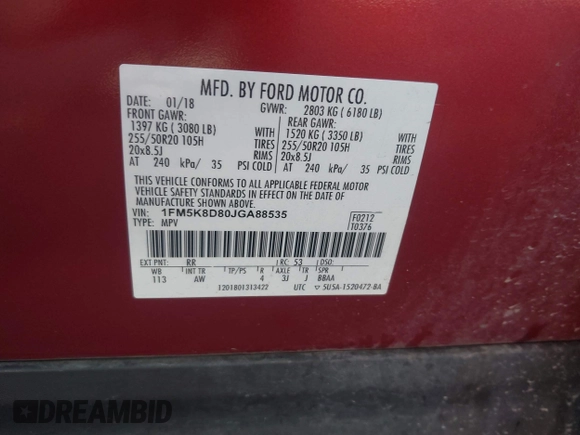 MFD. BY FORD MOTOR CO.
DATE: 01/18 GVWR: 2803 KG ( 6180 LB)
FRONT GAWR: REAR GAWR:
1397 KG ( 3080 LB) WITH 1520 KG ( 3350 LB) WITH
255/50R20 105H TIRES 255/50R20 105H TIRES
20x8.5J RIMS 20x8.5J RIMS
AT 240 kPa/ 35 PSI COLD AT 240 kPa/ 35 PSI COLD
THIS VEHICLE CONFORMS TO ALL APPLICABLE FEDERAL MOTOR
VEHICLE SAFETY STANDARDS IN EFFECT ON THE DATE OF
MANUFACTURE SHOWN ABOVE.
VIN: 1FM5K8D80JGA88535 F0212
TYPE: MPV T0376
EXT PNT: RR RC: 53 DSO:
WB INT TR TP/PS R AXLE TR SPR
113 AW 4 3J J BBAA
1201801313422 UTC ▽ 5U5A-1520472-BA
DREAMBID